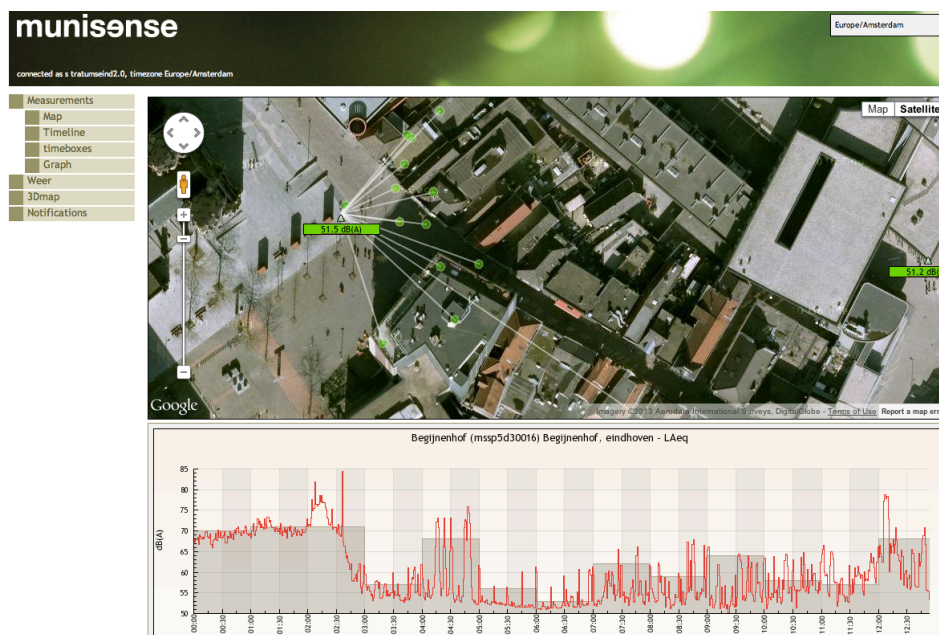 munisense
Europe/Amsterdam
connected as s tratumseind2.0, timezone Europe/Amsterdam
Measurements
Map
Timeline
timeboxes
Graph
Weer
3Dmap
Notifications
Map Satellite
51.5 dB(A)
51.2 dB(
Google
Imagery ©2013 Aerodata International Surveys, DigitalGlobe - Terms of Use Report a map err
Begijnenhof (mssp5d30016) Begijnenhof, eindhoven - LAeq
dB(A)
85
80
75
70
65
60
55
50
00:00 00:30 01:00 01:30 02:00 02:30 03:00 03:30 04:00 04:30 05:00 05:30 06:00 06:30 07:00 07:30 08:00 08:30 09:00 09:30 10:00 10:30 11:00 11:30 12:00 12:30